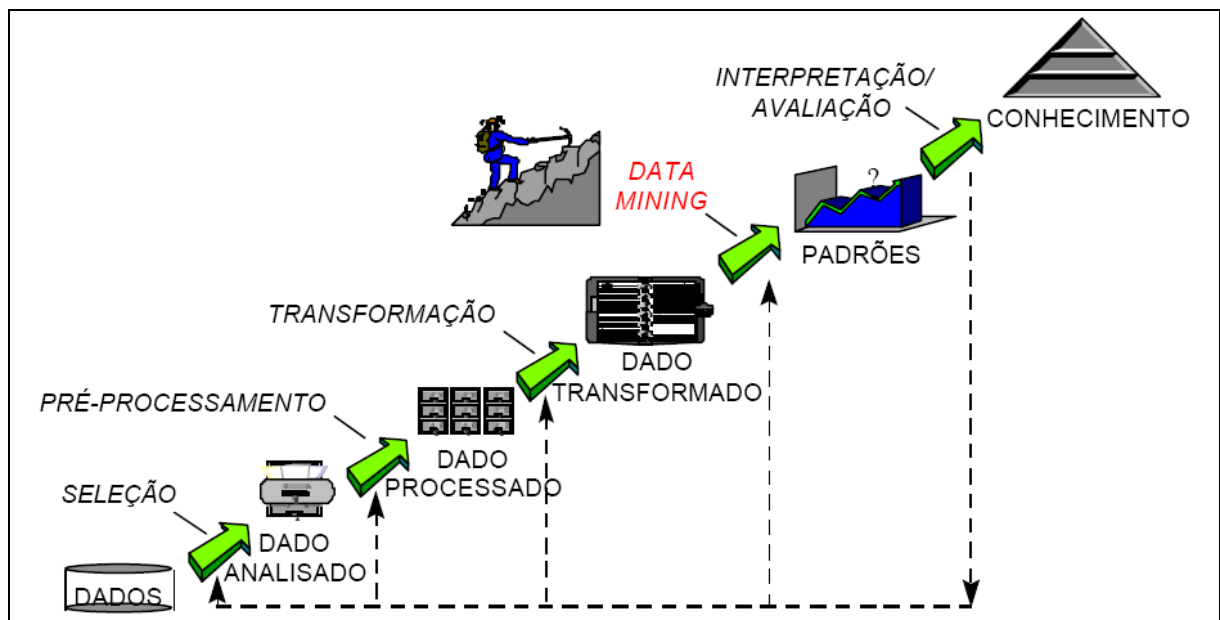 INTERPRETAÇÃO/
AVALIAÇÃO
CONHECIMENTO
DATA
MINING
?
PADRÕES
TRANSFORMAÇÃO
DADO
TRANSFORMADO
PRÉ-PROCESSAMENTO
DADO
PROCESSADO
SELEÇÃO
DADO
ANALISADO
DADOS